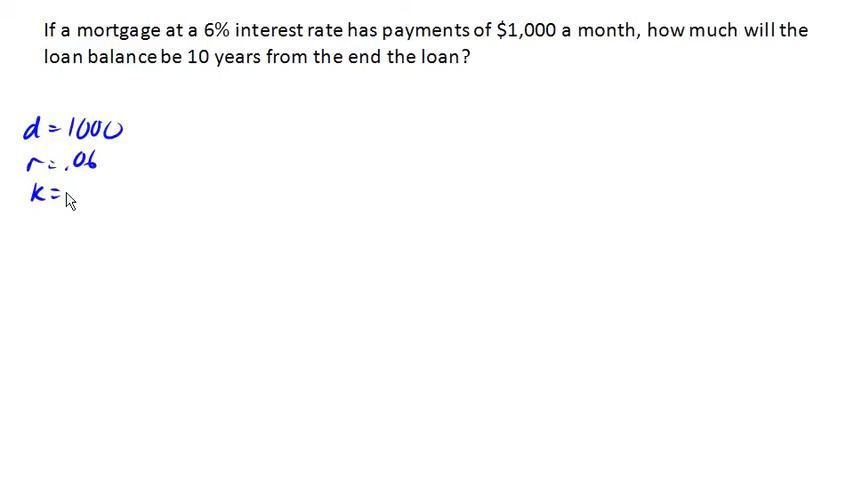 If a mortgage at a 6% interest rate has payments of $1,000 a month, how much will the
loan balance be 10 years from the end the loan?
d = 1000
r = .06
k =